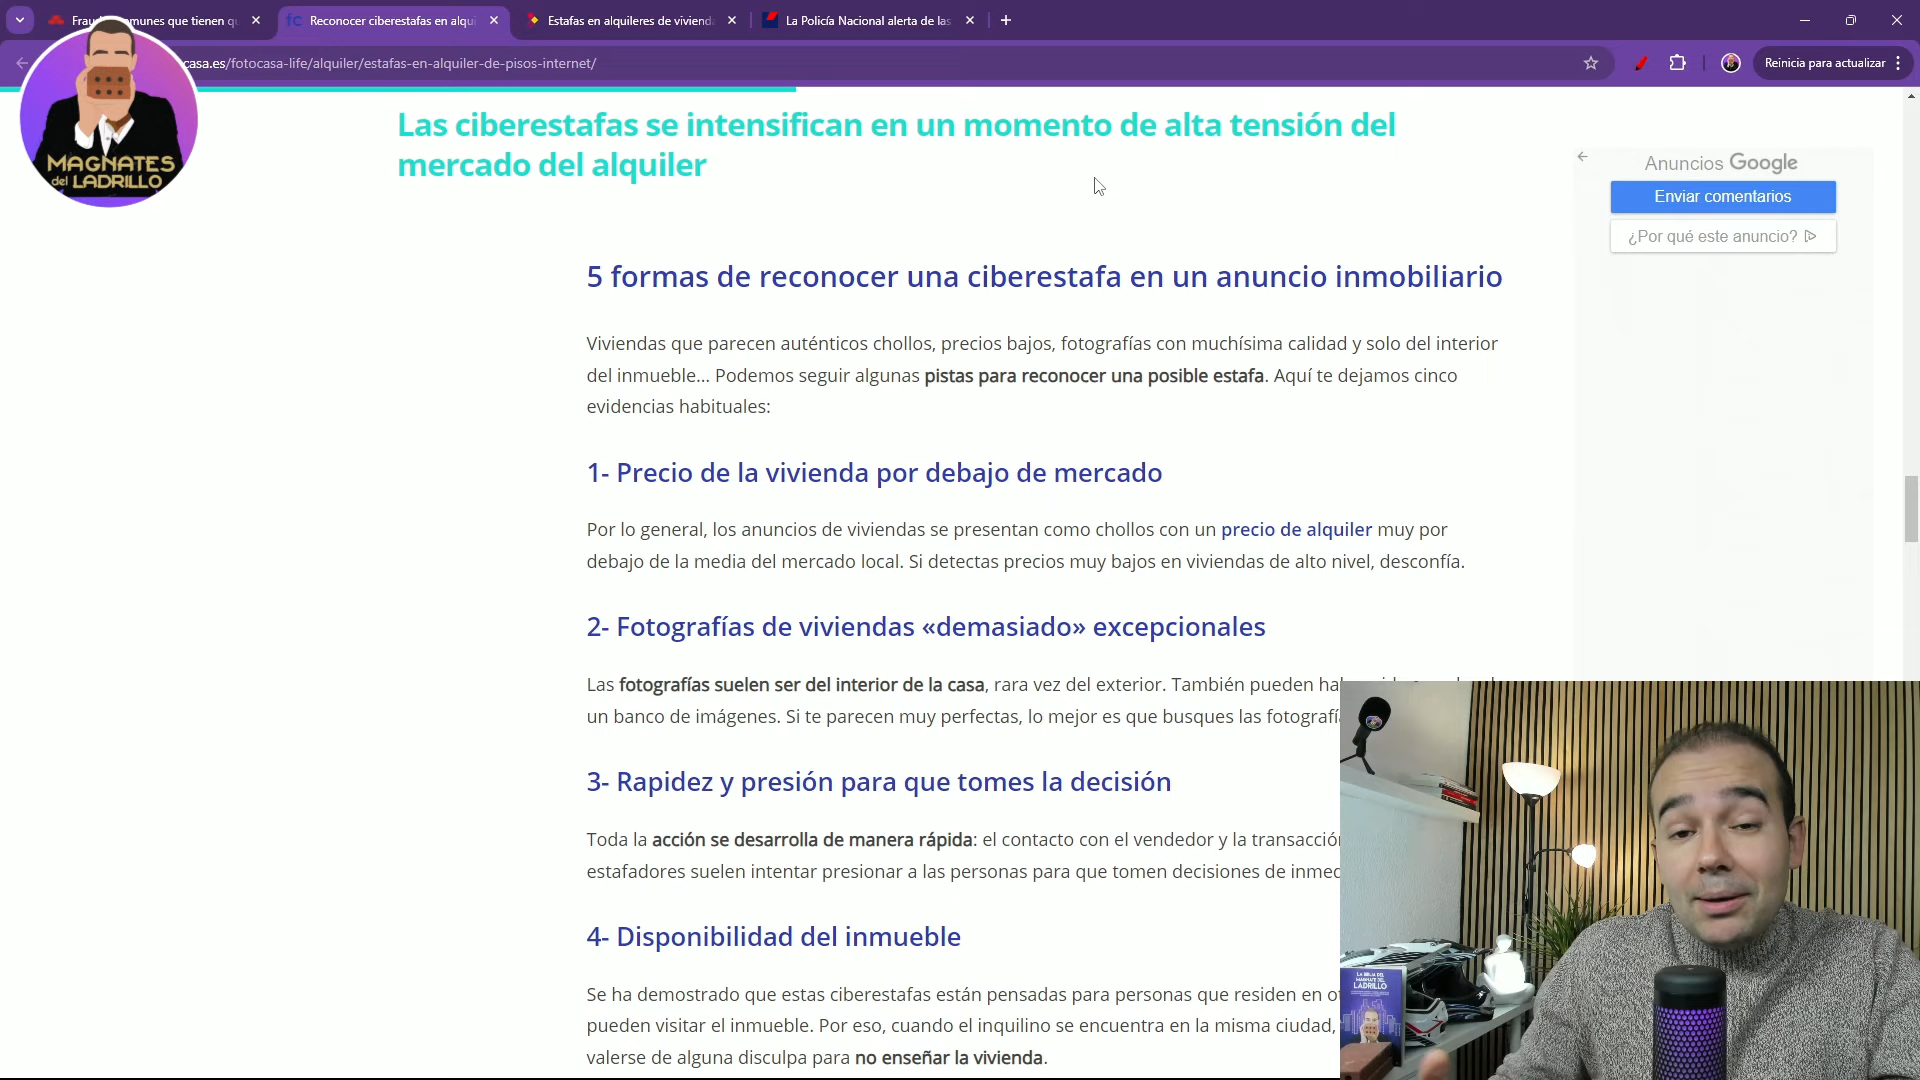 munes que tienen
Reconocer ciberestafas en alqu
Estafas en alquileres de vivienda
La Policía Nacional alerta de las
casa.es/fotocasa-life/alquiler/estafas-en-alquiler-de-pisos-internet/
Reinicia para actualizar
MAGNATES
del LADRILLO
Las ciberestafas se intensifican en un momento de alta tensión del
mercado del alquiler
Anuncios Google
Enviar comentarios
¿Por qué este anuncio?
5 formas de reconocer una ciberestafa en un anuncio inmobiliario
Viviendas que parecen auténticos chollos, precios bajos, fotografías con muchísima calidad y solo del interior
del inmueble... Podemos seguir algunas pistas para reconocer una posible estafa. Aquí te dejamos cinco
evidencias habituales:
1- Precio de la vivienda por debajo de mercado
Por lo general, los anuncios de viviendas se presentan como chollos con un precio de alquiler muy por
debajo de la media del mercado local. Si detectas precios muy bajos en viviendas de alto nivel, desconfía.
2- Fotografías de viviendas «demasiado» excepcionales
Las fotografías suelen ser del interior de la casa, rara vez del exterior. También pueden
un banco de imágenes. Si te parecen muy perfectas, lo mejor es que busques las fotografí
3- Rapidez y presión para que tomes la decisión
Toda la acción se desarrolla de manera rápida: el contacto con el vendedor y la transacció
estafadores suelen intentar presionar a las personas para que tomen decisiones de inmed
4- Disponibilidad del inmueble
Se ha demostrado que estas ciberestafas están pensadas para personas que residen en
pueden visitar el inmueble. Por eso, cuando el inquilino se encuentra en la misma ciudad,
valerse de alguna disculpa para no enseñar la vivienda.
LA BIBLIA DEL
MAGNATE DEL
LADRILLO